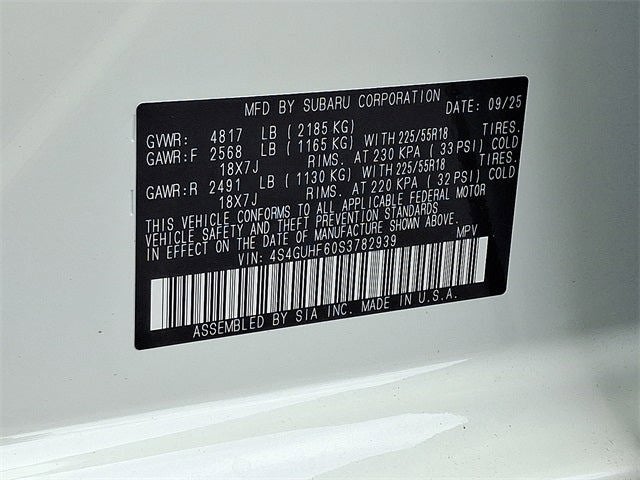 MFD BY SUBARU CORPORATION DATE: 09/25
GVWR: 4817 LB (2185 KG)
GAWR:F 2568 LB (1165 KG) WITH 225/55R18 TIRES.
18X7J RIMS. AT 230 KPA (33 PSI) COLD
GAWR:R 2491 LB (1130 KG) WITH 225/55R18 TIRES.
18X7J RIMS. AT 220 KPA (32 PSI) COLD
THIS VEHICLE CONFORMS TO ALL APPLICABLE FEDERAL MOTOR
VEHICLE SAFETY AND THEFT PREVENTION STANDARDS
IN EFFECT ON THE DATE OF MANUFACTURE SHOWN ABOVE.
VIN: 4S4GUHF60S3782939 MPV
ASSEMBLED BY SIA INC. MADE IN U.S.A.